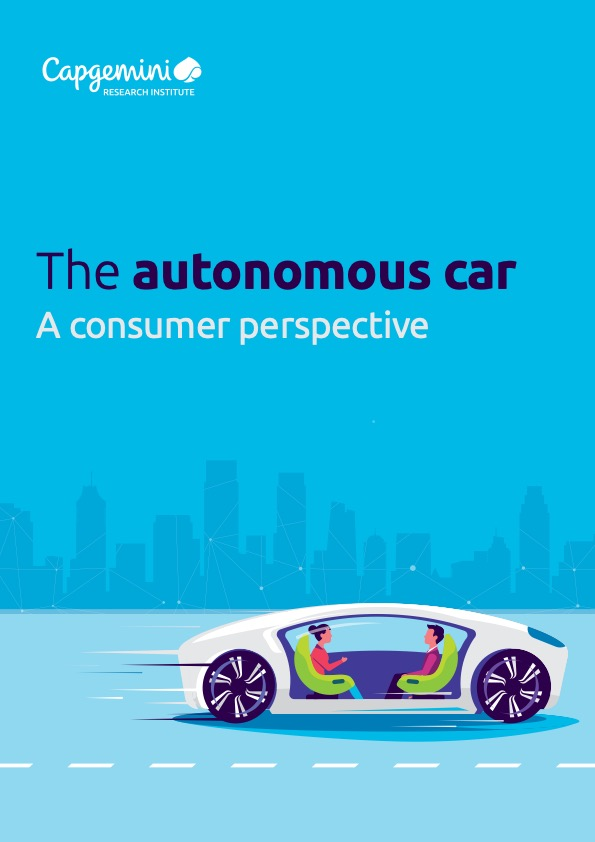 Capgemini
RESEARCH INSTITUTE
The autonomous car
A consumer perspective